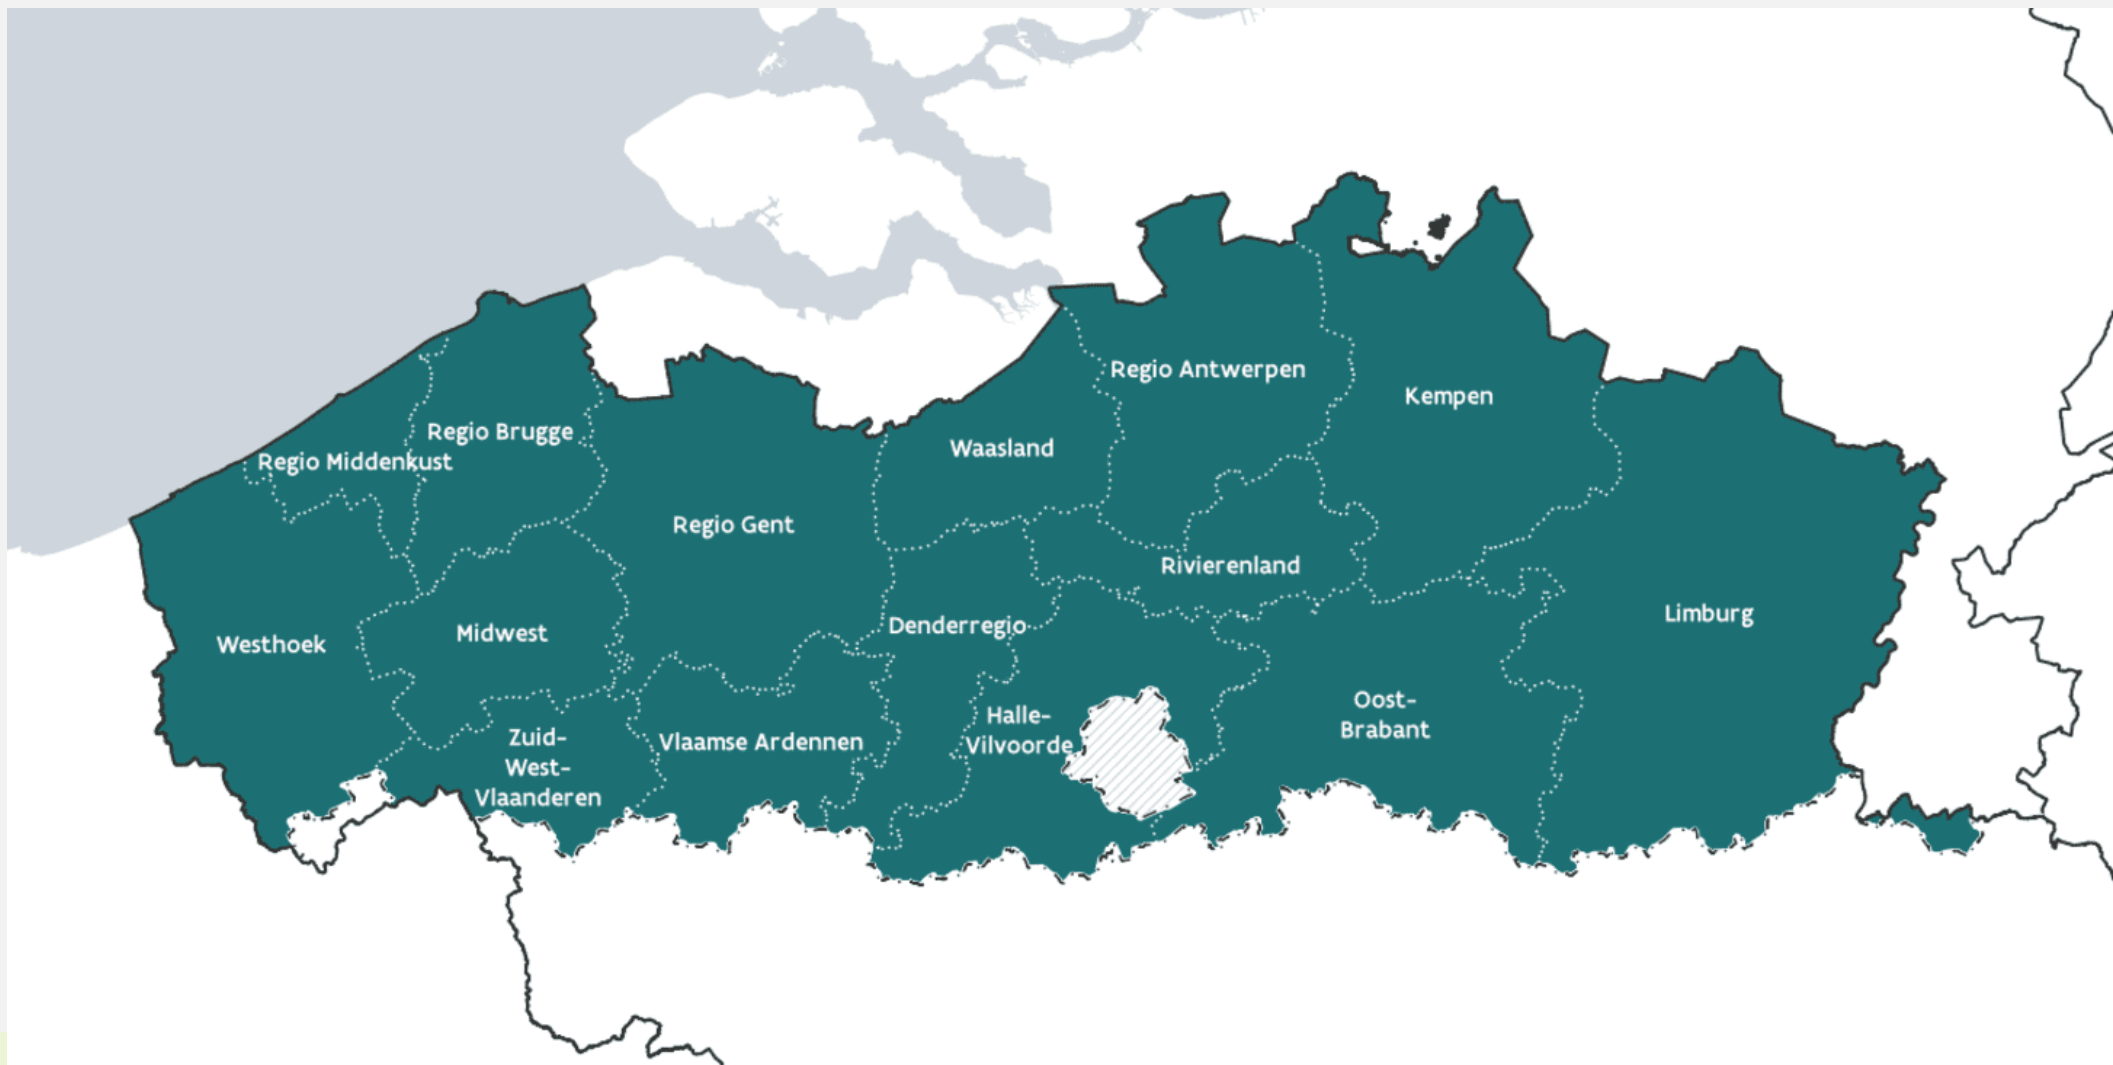 Regio Antwerpen
Kempen
Regio Brugge
Waasland
Regio Middenkust
Regio Gent
Rivierenland
Limburg
Denderregio
Midwest
Westhoek
Oost-
Brabant
Halle-
Vilvoorde
Zuid-
West-
Vlaanderen
Vlaamse Ardennen